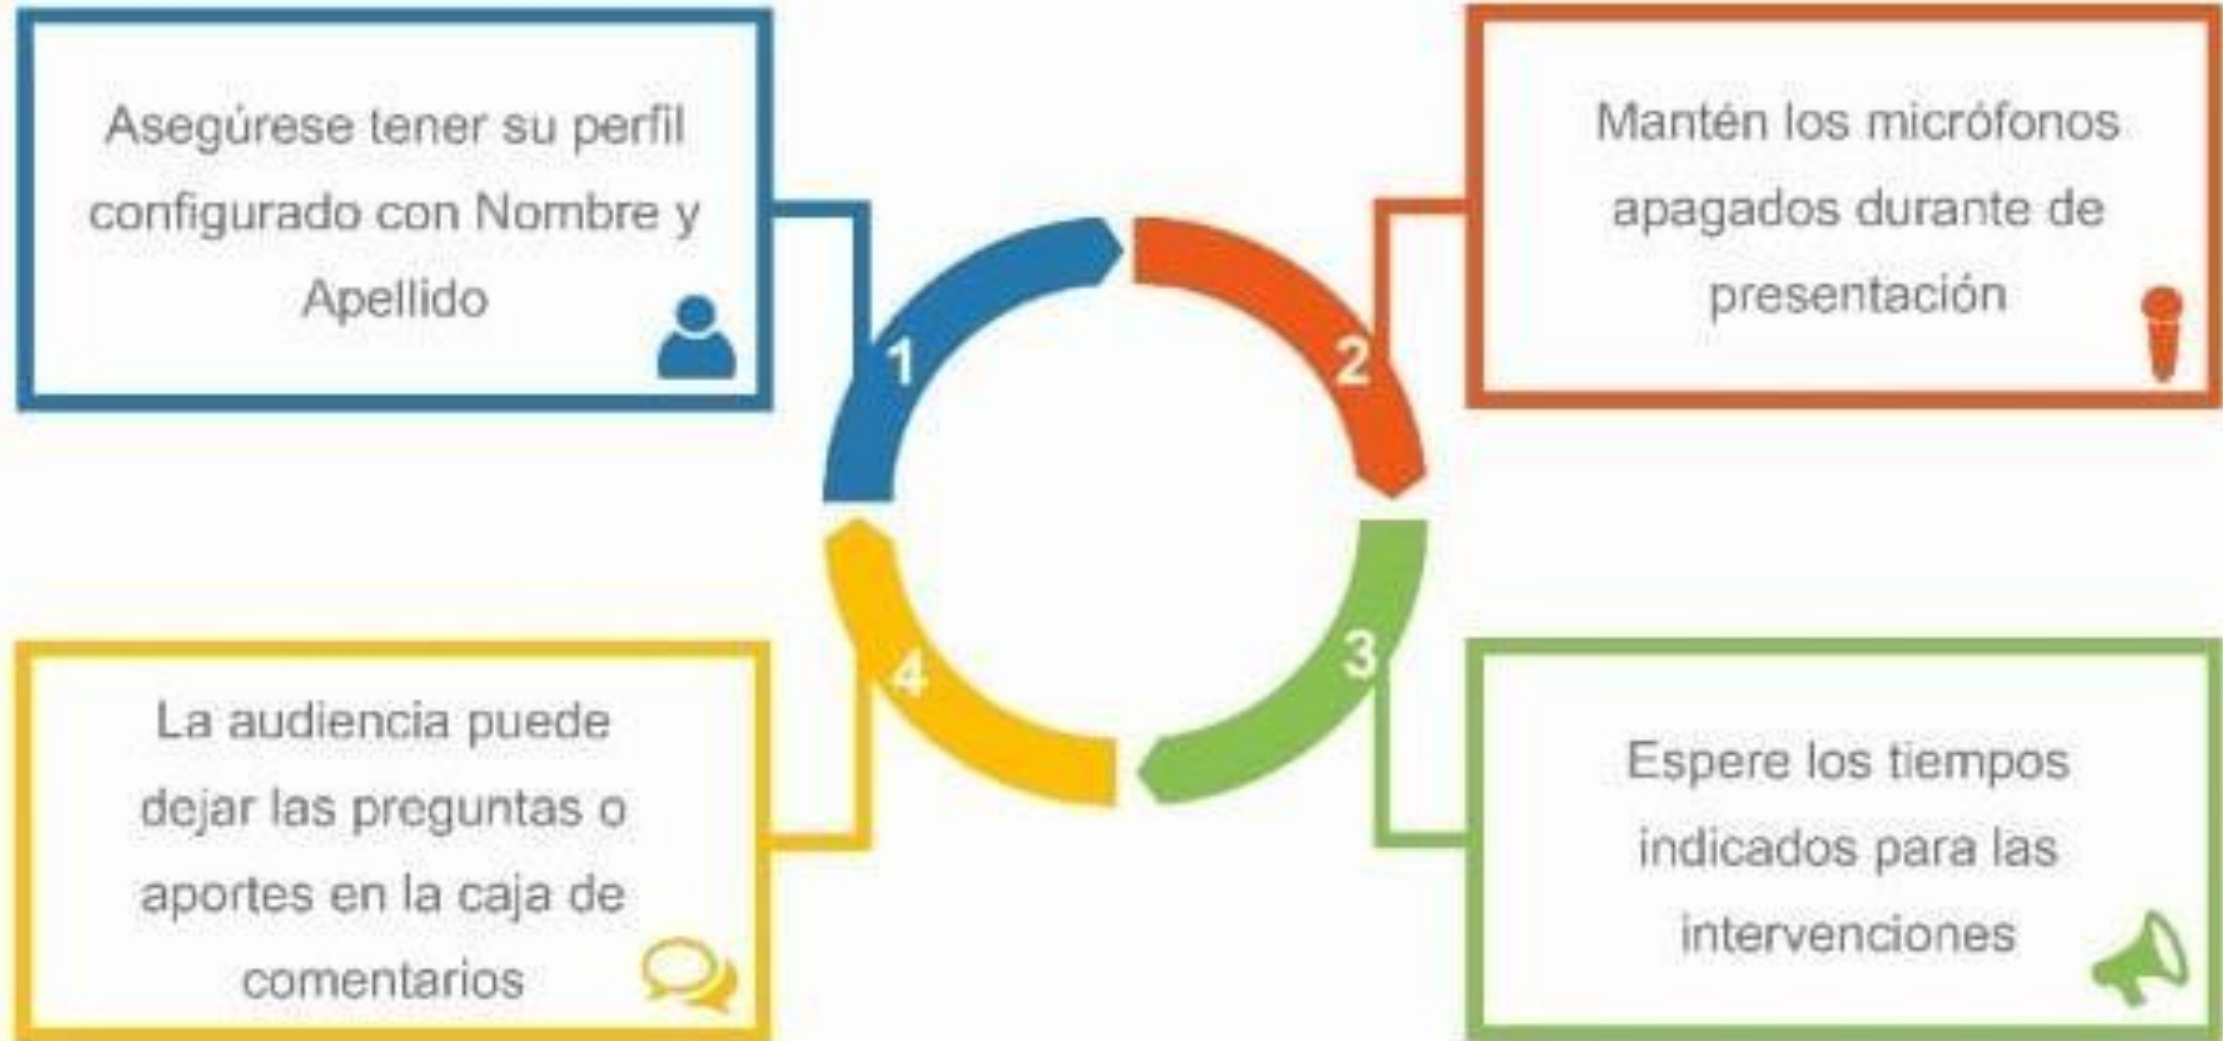 Asegúrese tener su perfil
configurado con Nombre y
Apellido
1
Mantén los micrófonos
apagados durante de
presentación
2
Espere los tiempos
indicados para las
intervenciones
3
La audiencia puede
dejar las preguntas o
aportes en la caja de
comentarios
4